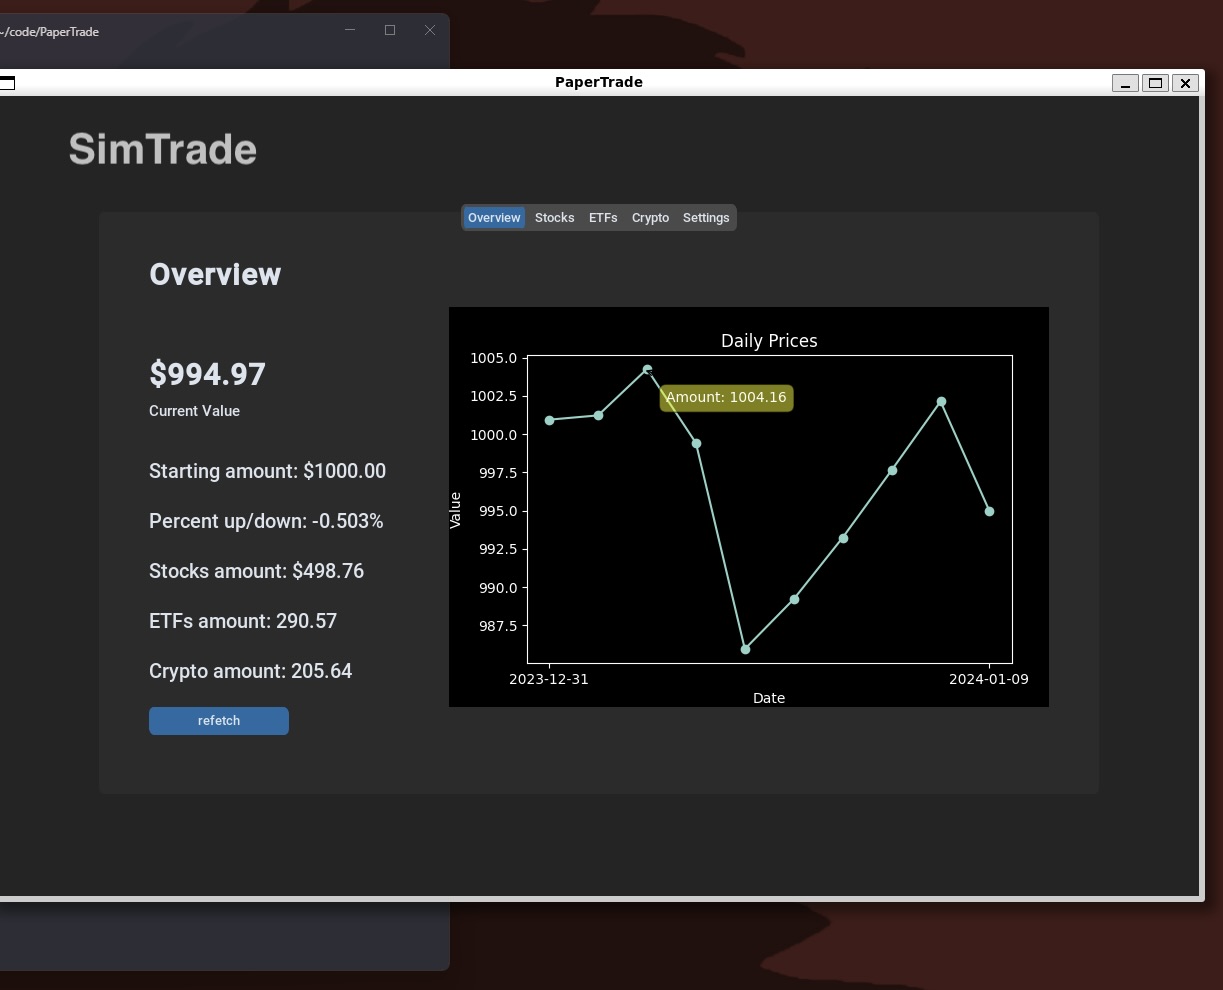 ~/code/PaperTrade
PaperTrade
SimTrade
Overview Stocks ETFs Crypto Settings
Overview
$994.97
Current Value
Starting amount: $1000.00
Percent up/down: -0.503%
Stocks amount: $498.76
ETFs amount: 290.57
Crypto amount: 205.64
refetch
Daily Prices
1005.0
1002.5
1000.0
997.5
995.0
992.5
990.0
987.5
Value
Amount: 1004.16
2023-12-31
2024-01-09
Date